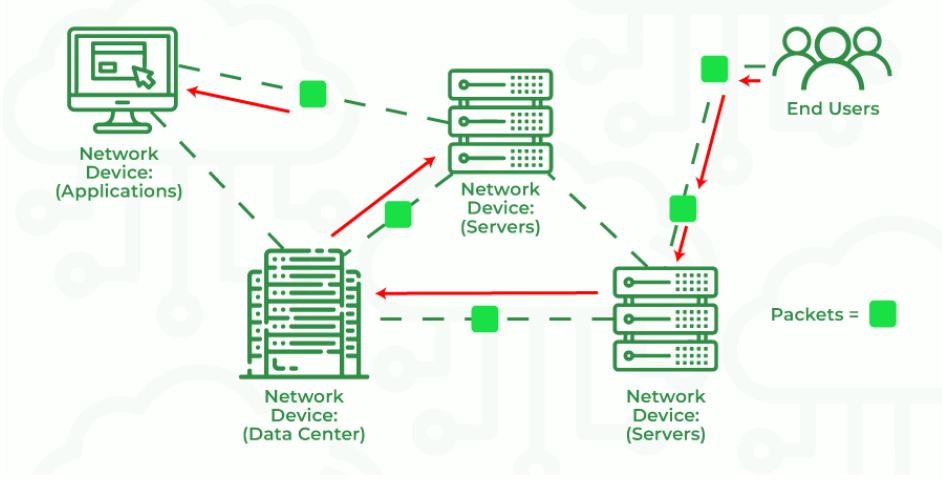 End Users
Network
Device:
(Applications)
Network
Device:
(Servers)
Packets =
Network
Device:
(Data Center)
Network
Device:
(Servers)